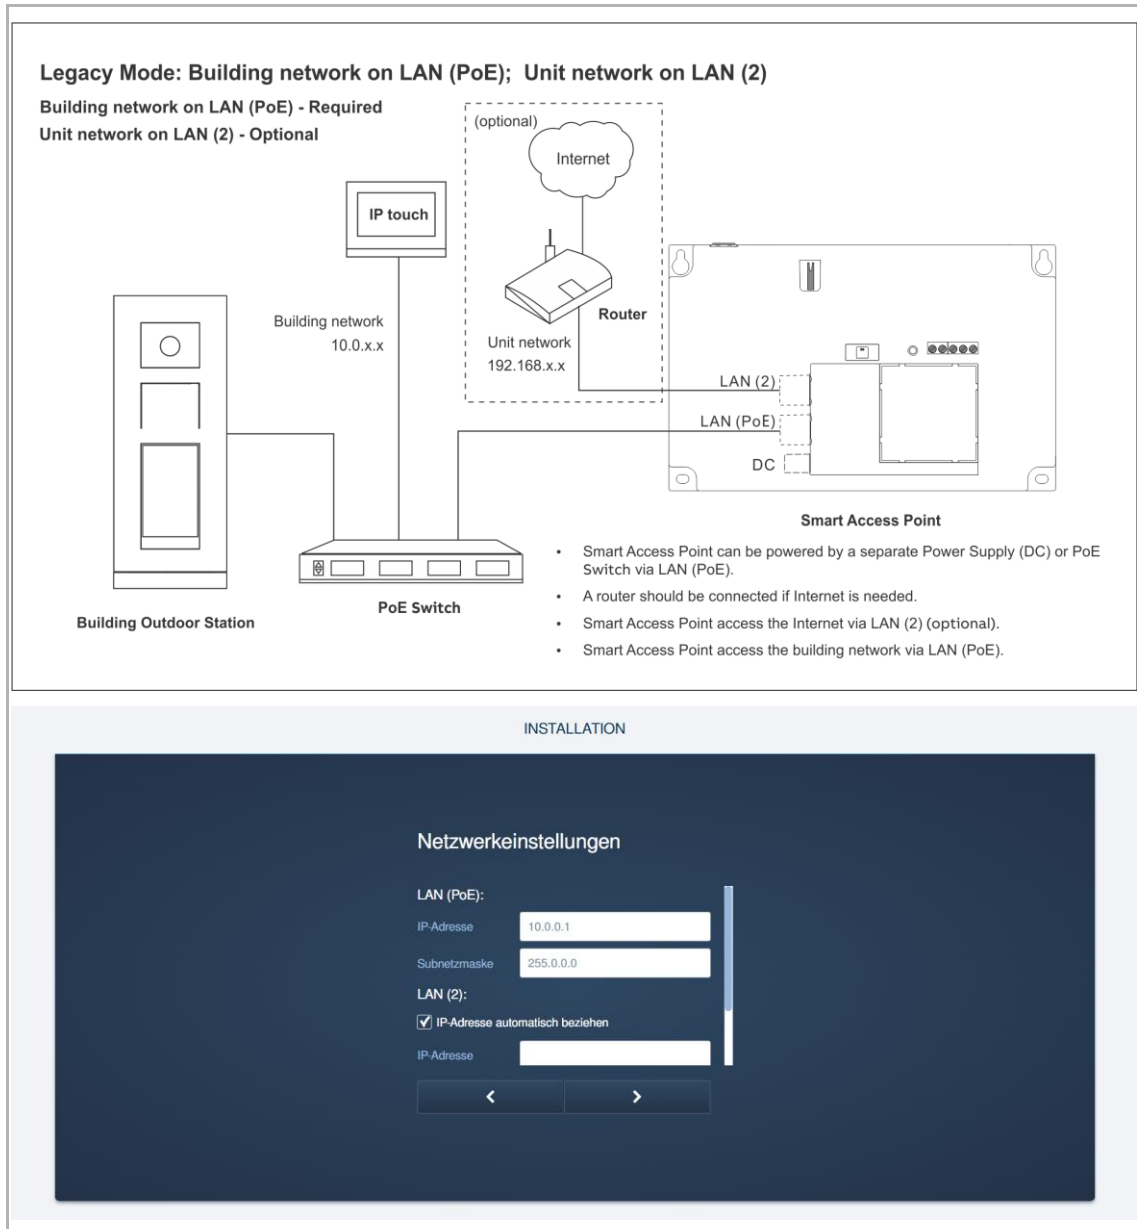 Legacy Mode: Building network on LAN (PoE); Unit network on LAN (2)
Building network on LAN (PoE) - Required
Unit network on LAN (2) - Optional
(optional)
Internet
IP touch
Router
Building network
10.0.x.x
Unit network
192.168.x.x
LAN (2)
LAN (PoE)
DC
Smart Access Point
Building Outdoor Station
PoE Switch
• Smart Access Point can be powered by a separate Power Supply (DC) or PoE
Switch via LAN (PoE).
• A router should be connected if Internet is needed.
• Smart Access Point access the Internet via LAN (2) (optional).
• Smart Access Point access the building network via LAN (PoE).
INSTALLATION
Netzwerkeinstellungen
LAN (PoE):
IP-Adresse 10.0.0.1
Subnetzmaske 255.0.0.0
LAN (2):
IP-Adresse automatisch beziehen
IP-Adresse